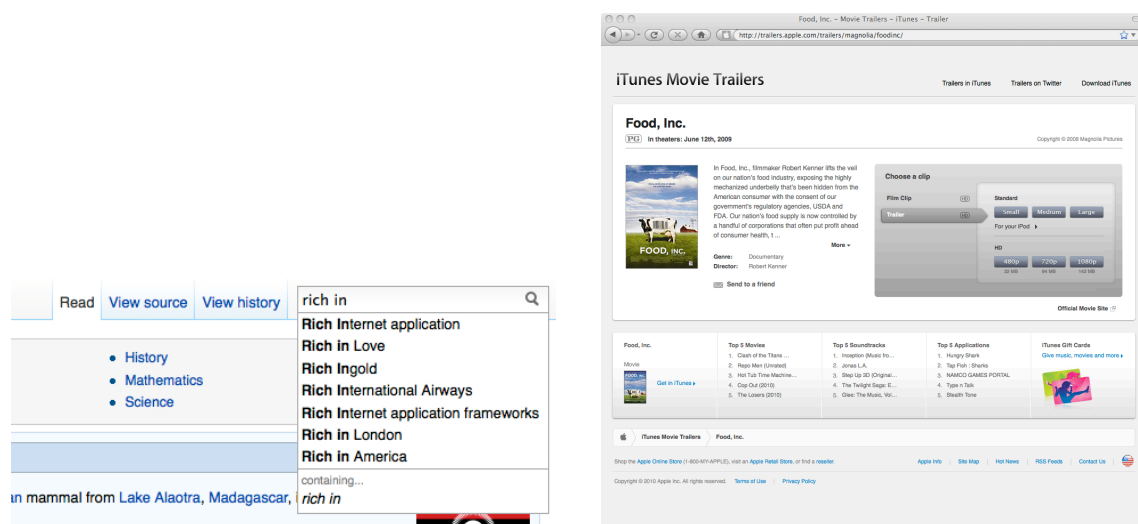 Read View source View history rich in
Rich Internet application
Rich in Love
Rich Ingold
Rich International Airways
Rich Internet application frameworks
Rich in London
Rich in America
containing...
rich in
History
Mathematics
Science
an mammal from Lake Alaotra, Madagascar,
Food, Inc. – Movie Trailers – iTunes – Trailer
http://trailers.apple.com/trailers/magnolia/foodinc/
iTunes Movie Trailers
Trailers in iTunes Trailers on Twitter Download iTunes
Food, Inc.
PG In theaters: June 12th, 2009 Copyright © 2009 Magnolia Pictures
FOOD, INC.
In Food, Inc., filmmaker Robert Kenner lifts the veil
on our nation's food industry, exposing the highly
mechanized underbelly that's been hidden from the
American consumer with the consent of our
government's regulatory agencies, USDA and
FDA. Our nation's food supply is now controlled by
a handful of corporations that often put profit ahead
of consumer health, t ...
More
Genre: Documentary
Director: Robert Kenner
Send to a friend
Choose a clip
Film Clip HD
Trailer HD
Standard
Small Medium Large
For your iPod
HD
480p 720p 1080p
33 MB 94 MB 143 MB
Official Movie Site
Food, Inc.
Movie
Get in iTunes
Top 5 Movies
1. Clash of the Titans ...
2. Repo Men (Unrated)
3. Hot Tub Time Machine...
4. Cop Out (2010)
5. The Losers (2010)
Top 5 Soundtracks
1. Inception (Music fro...
2. Jonas L.A.
3. Step Up 3D (Original...
4. The Twilight Saga: E...
5. Glee: The Music, Vol...
Top 5 Applications
1. Hungry Shark
2. Tap Fish : Sharks
3. NAMCO GAMES PORTAL
4. Type n Talk
5. Stealth Tone
iTunes Gift Cards
Give music, movies and more
iTunes Movie Trailers Food, Inc.
Shop the Apple Online Store (1-800-MY-APPLE), visit an Apple Retail Store, or find a reseller.
Apple Info Site Map Hot News RSS Feeds Contact Us
Copyright © 2010 Apple Inc. All rights reserved. Terms of Use Privacy Policy